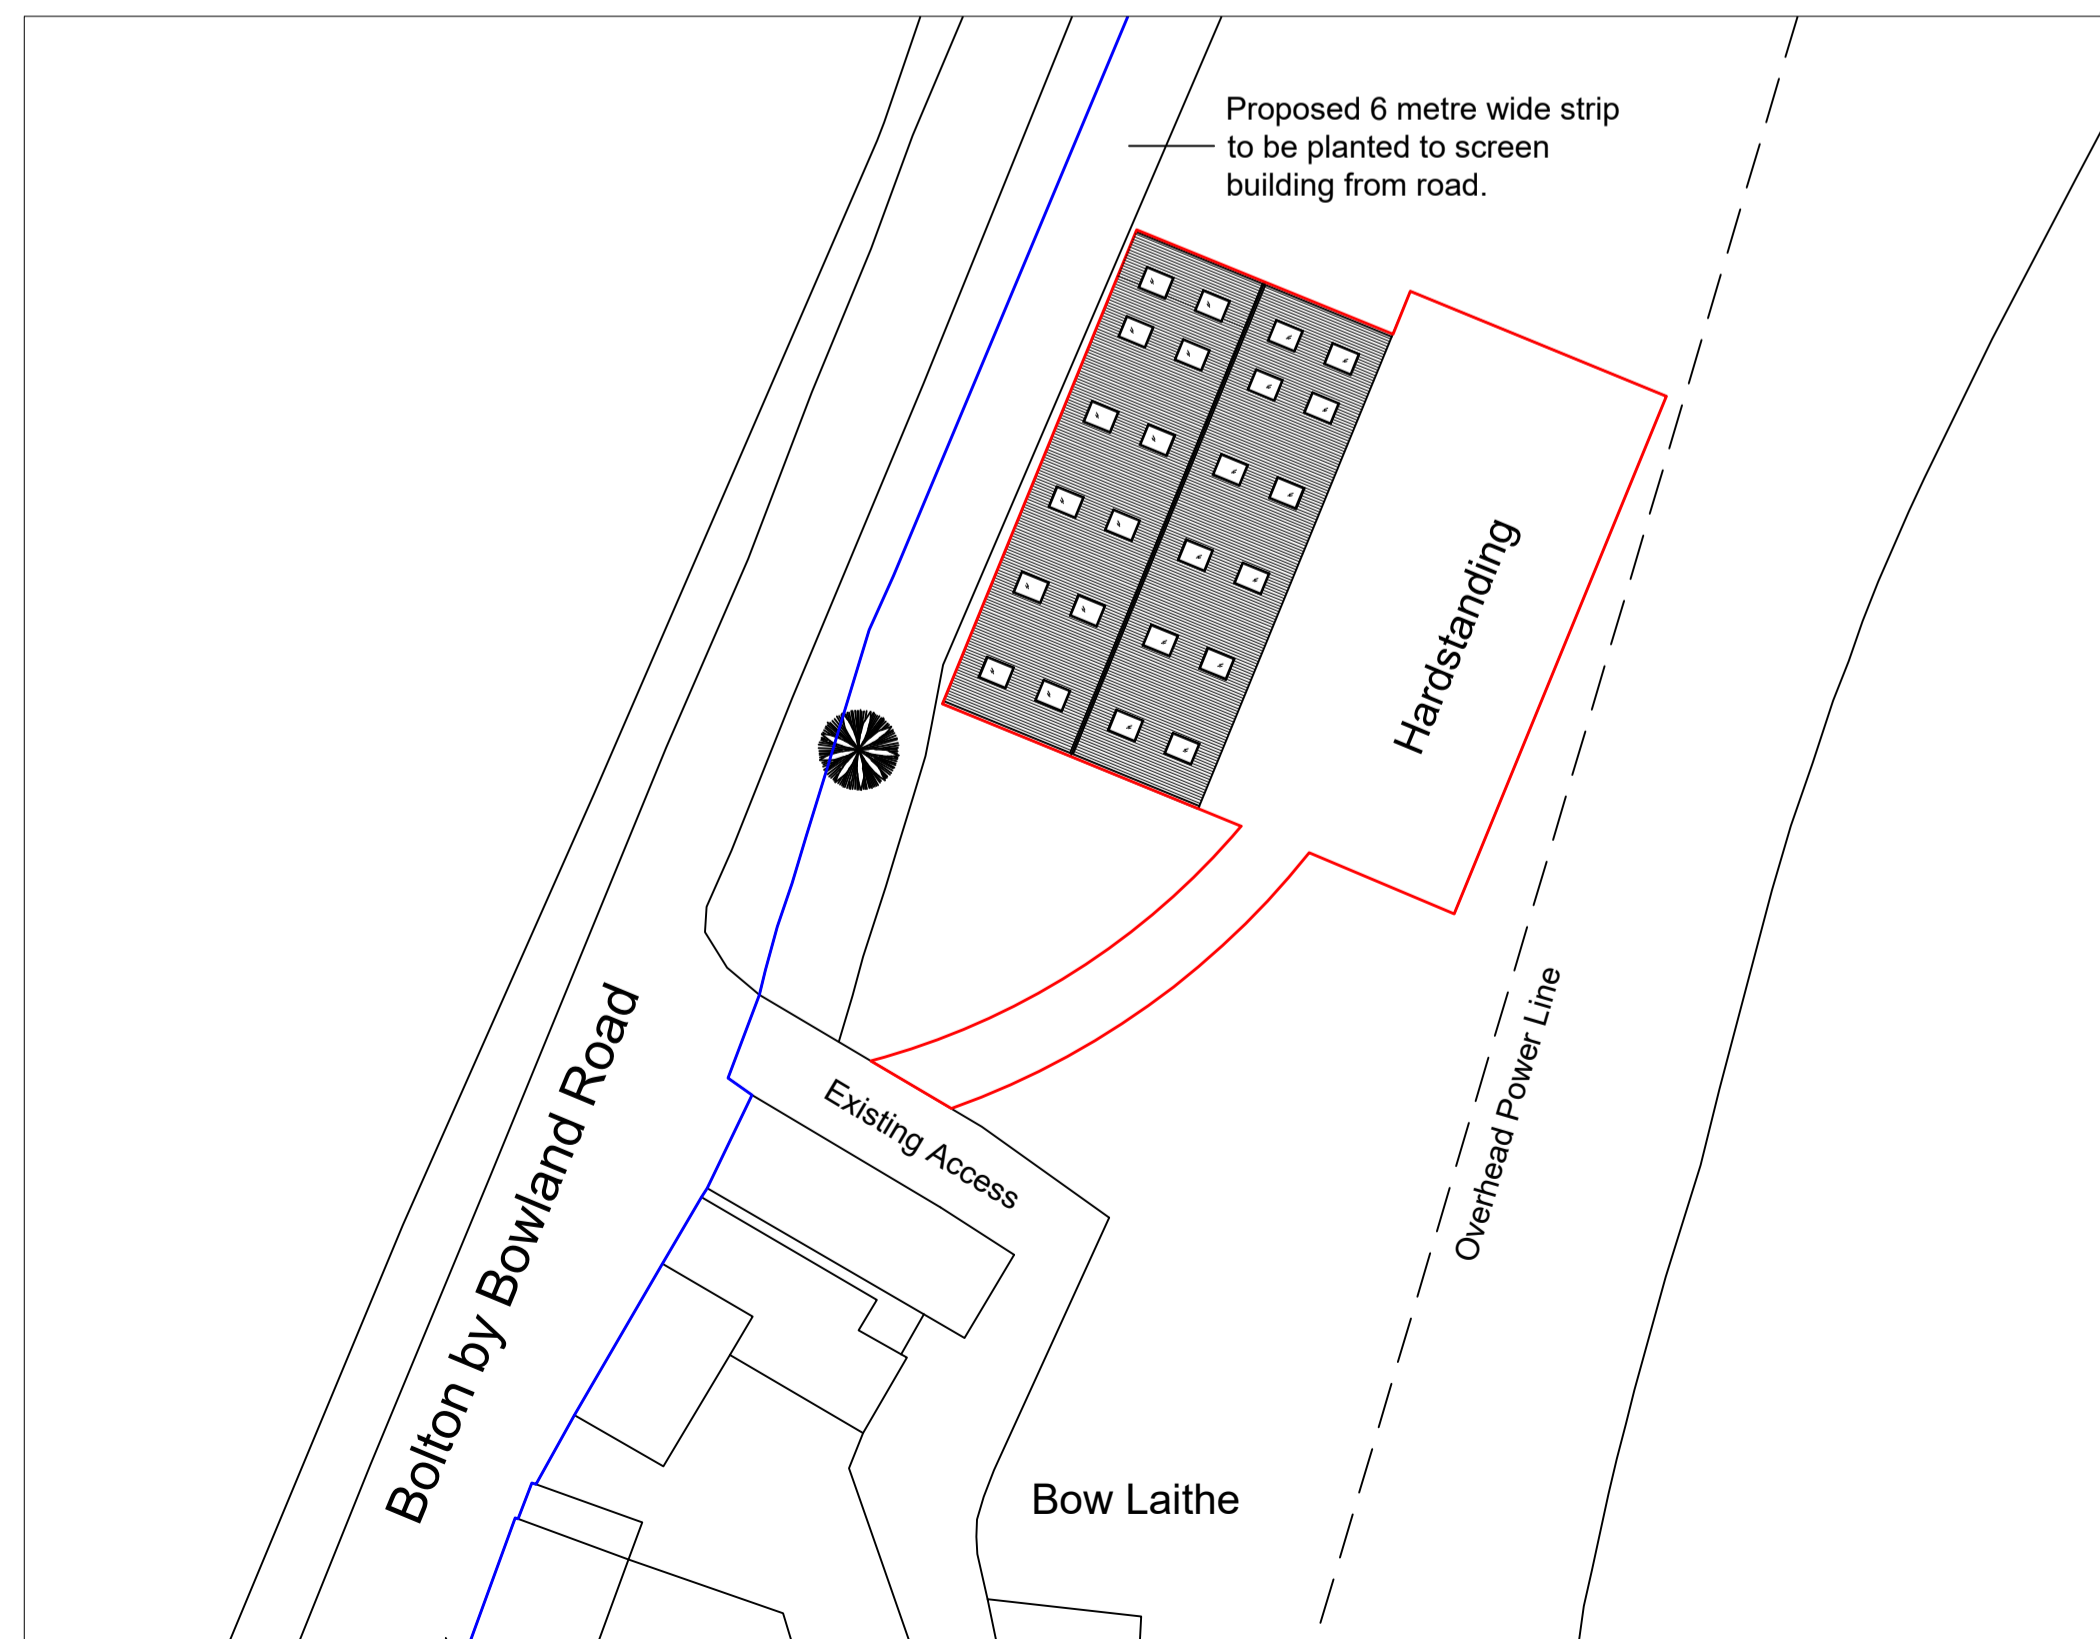 Proposed 6 metre wide strip
to be planted to screen
building from road.
Hardstanding
Overhead Power Line
Bolton by Bowland Road
Existing Access
Bow Laithe